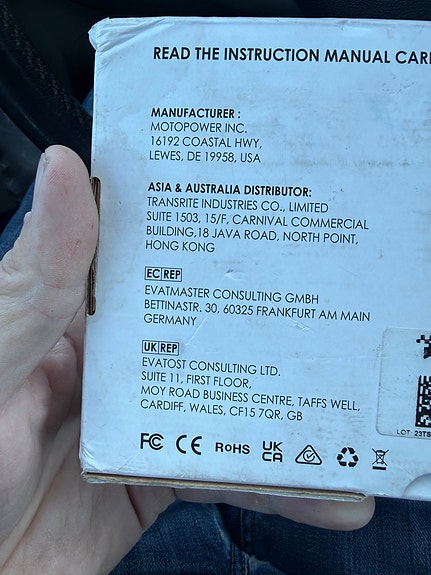 READ THE INSTRUCTION MANUAL
MANUFACTURER :
MOTOPOWER INC.
16192 COASTAL HWY,
LEWES, DE 19958, USA
ASIA & AUSTRALIA DISTRIBUTOR:
TRANSRITE INDUSTRIES CO., LIMITED
SUITE 1503, 15/F, CARNIVAL COMMERCIAL
BUILDING,18 JAVA ROAD, NORTH POINT,
HONG KONG
EC REP
EVATMASTER CONSULTING GMBH
BETTINASTR. 30, 60325 FRANKFURT AM MAIN
GERMANY
UK REP
EVATOST CONSULTING LTD.
SUITE 11, FIRST FLOOR,
MOY ROAD BUSINESS CENTRE, TAFFS WELL,
CARDIFF, WALES, CF15 7QR, GB
FC CE RoHS UK CA
LOT: 23TS